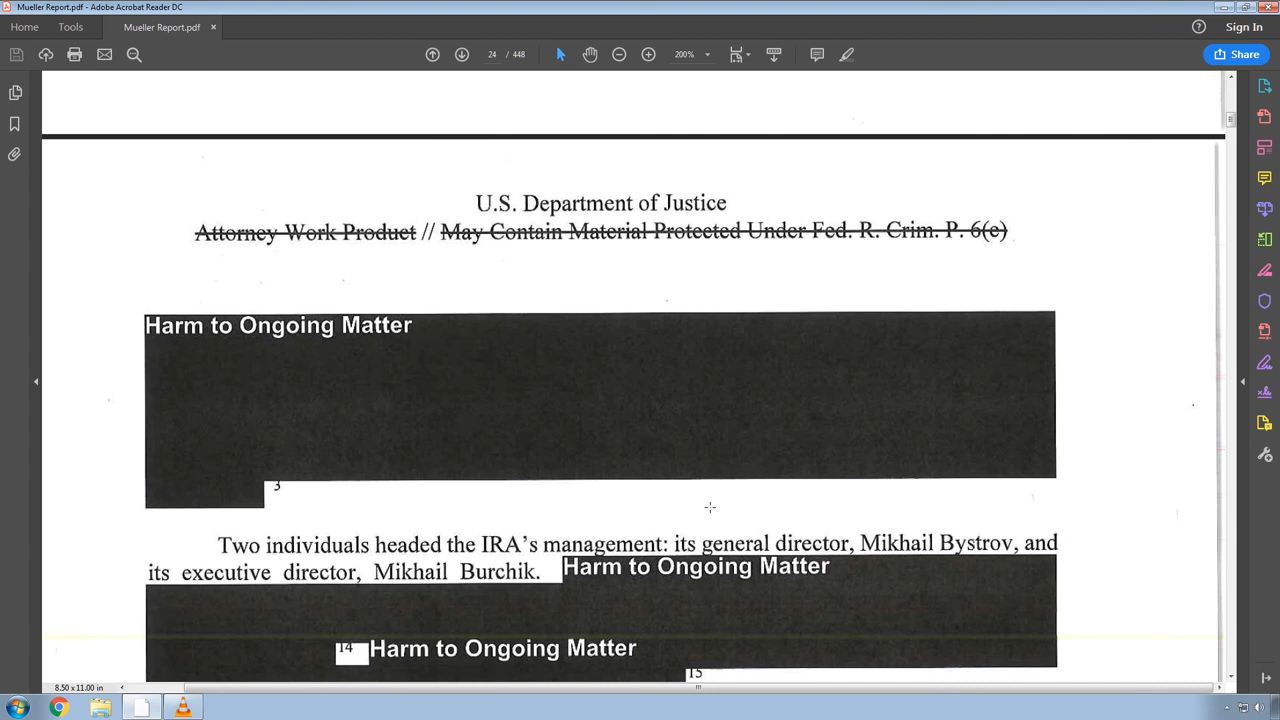 Mueller Report.pdf - Adobe Acrobat Reader DC
Home Tools Mueller Report.pdf × Sign In
24 / 448 200% Share
U.S. Department of Justice
Attorney Work Product // May Contain Material Protected Under Fed. R. Crim. P. 6(e)
Harm to Ongoing Matter
3
Two individuals headed the IRA's management: its general director, Mikhail Bystrov, and
its executive director, Mikhail Burchik. Harm to Ongoing Matter
14 Harm to Ongoing Matter
15
8.50 x 11.00 in